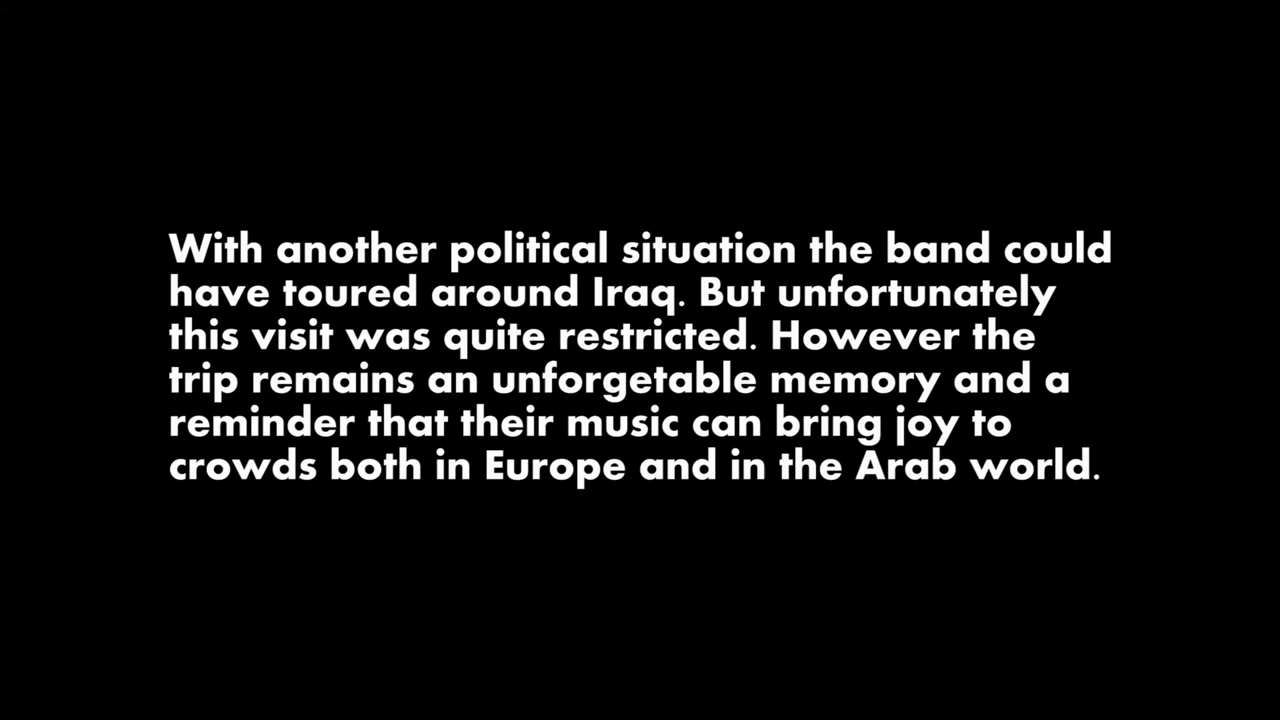 With another political situation the band could
have toured around Iraq. But unfortunately
this visit was quite restricted. However the
trip remains an unforgetable memory and a
reminder that their music can bring joy to
crowds both in Europe and in the Arab world.